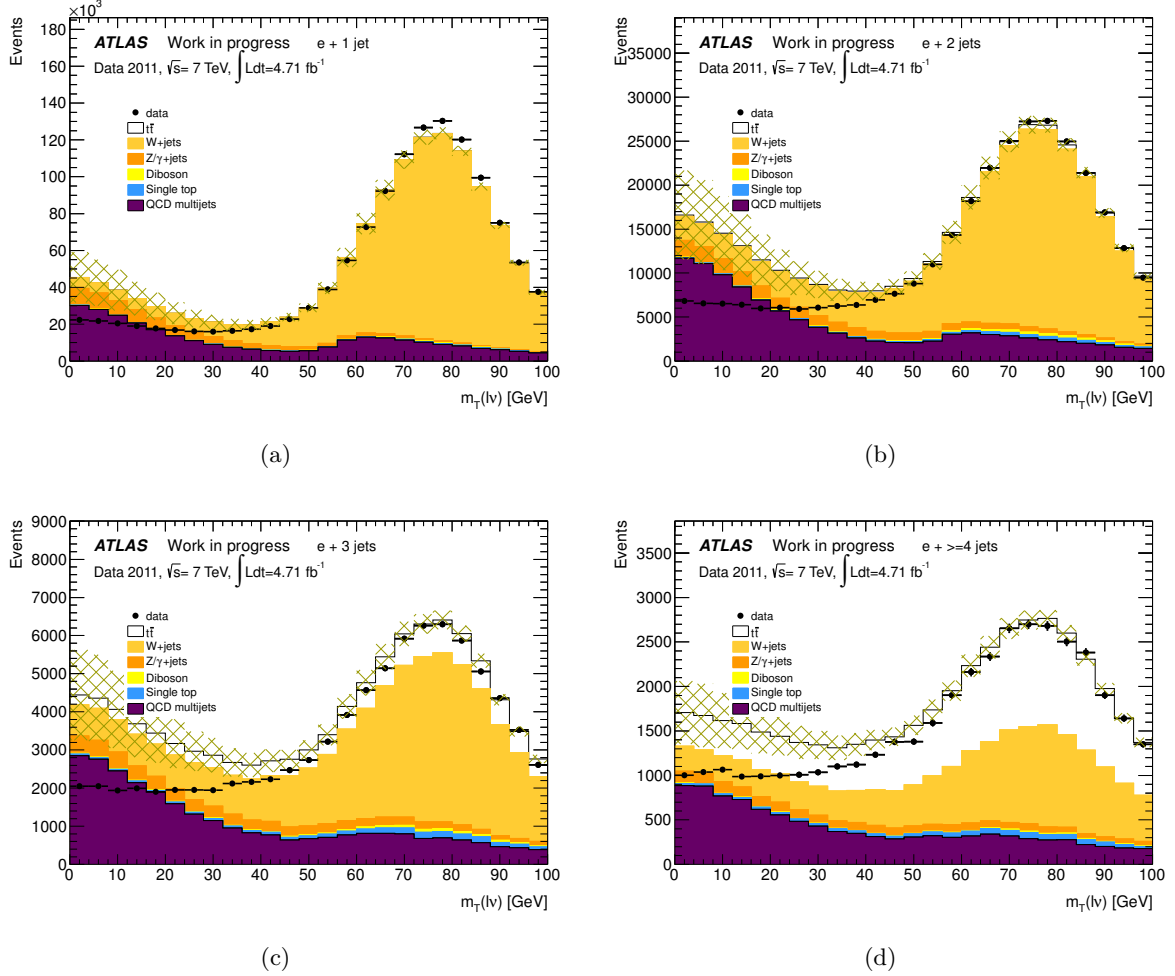 Events
×10³
ATLAS Work in progress e + 1 jet
Data 2011, √s= 7 TeV, ∫Ldt=4.71 fb⁻¹
data
tt̄
W+jets
Z/γ+jets
Diboson
Single top
QCD multijets
180
160
140
120
100
80
60
40
20
0
0 10 20 30 40 50 60 70 80 90 100
m_T(lν) [GeV]
(a)
Events
ATLAS Work in progress e + 2 jets
Data 2011, √s= 7 TeV, ∫Ldt=4.71 fb⁻¹
data
tt̄
W+jets
Z/γ+jets
Diboson
Single top
QCD multijets
35000
30000
25000
20000
15000
10000
5000
0
0 10 20 30 40 50 60 70 80 90 100
m_T(lν) [GeV]
(b)
Events
ATLAS Work in progress e + 3 jets
Data 2011, √s= 7 TeV, ∫Ldt=4.71 fb⁻¹
data
tt̄
W+jets
Z/γ+jets
Diboson
Single top
QCD multijets
9000
8000
7000
6000
5000
4000
3000
2000
1000
0
0 10 20 30 40 50 60 70 80 90 100
m_T(lν) [GeV]
(c)
Events
ATLAS Work in progress e + >=4 jets
Data 2011, √s= 7 TeV, ∫Ldt=4.71 fb⁻¹
data
tt̄
W+jets
Z/γ+jets
Diboson
Single top
QCD multijets
3500
3000
2500
2000
1500
1000
500
0
0 10 20 30 40 50 60 70 80 90 100
m_T(lν) [GeV]
(d)